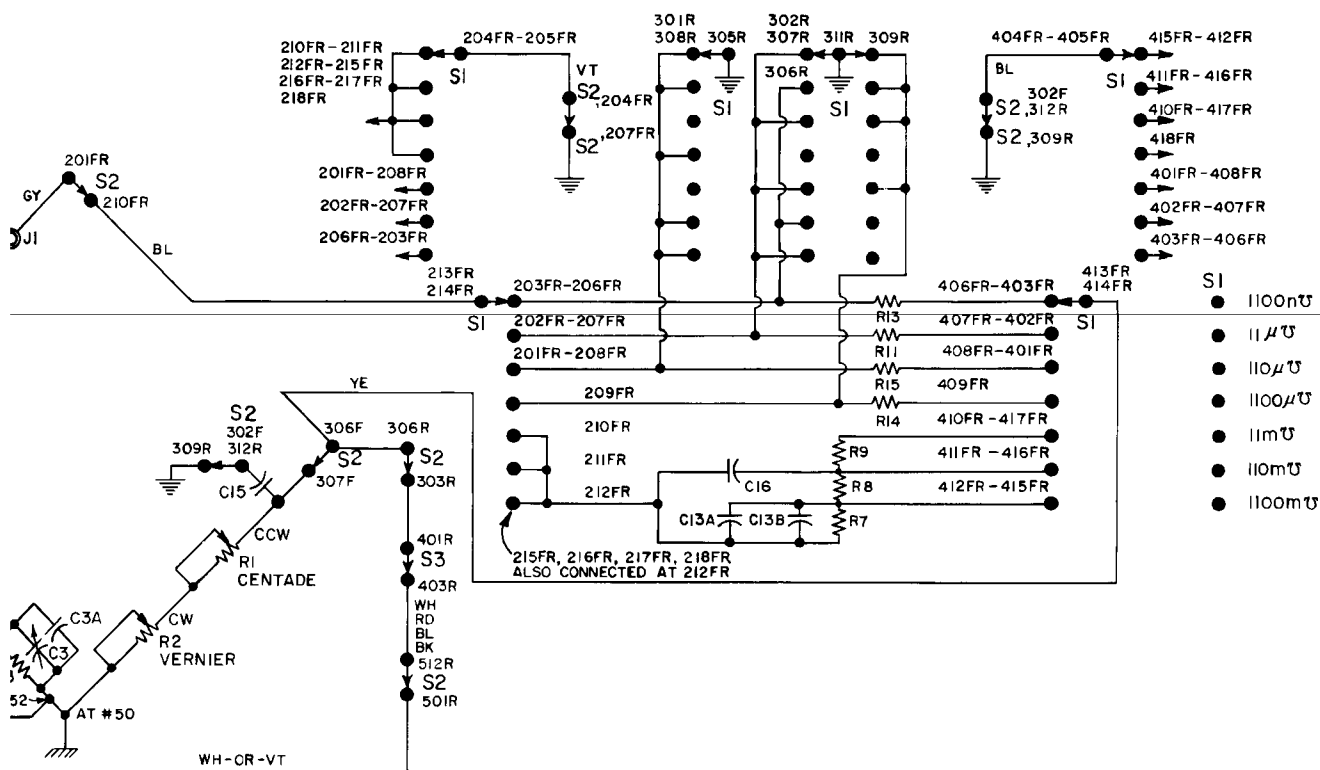 210FR-211FR
212FR-215FR
216FR-217FR
218FR
204FR-205FR
S1
VT
S2,204FR
S2,207FR
301R
308R
305R
S1
302R
307R
311R
309R
306R
S1
404FR-405FR
BL
302F
S2,312R
S2,309R
S1
415FR-412FR
411FR-416FR
410FR-417FR
418FR
401FR-408FR
402FR-407FR
403FR-406FR
201FR
S2
210FR
GY
J1
BL
201FR-208FR
202FR-207FR
206FR-203FR
213FR
214FR
S1
203FR-206FR
202FR-207FR
201FR-208FR
209FR
210FR
211FR
212FR
R13
R11
R15
R14
406FR-403FR
407FR-402FR
408FR-401FR
409FR
410FR-417FR
411FR-416FR
412FR-415FR
413FR
414FR
S1
S1
1100n℧
11µ℧
110µ℧
1100µ℧
11m℧
110m℧
1100m℧
R9
R8
R7
C16
C13A
C13B
215FR, 216FR, 217FR, 218FR
ALSO CONNECTED AT 212FR
YE
S2
302F
312R
309R
C15
306F
S2
307F
306R
S2
303R
CCW
R1
CENTADE
401R
S3
403R
CW
R2
VERNIER
WH
RD
BL
BK
512R
S2
501R
C3A
C3
52
AT #50
WH-OR-VT